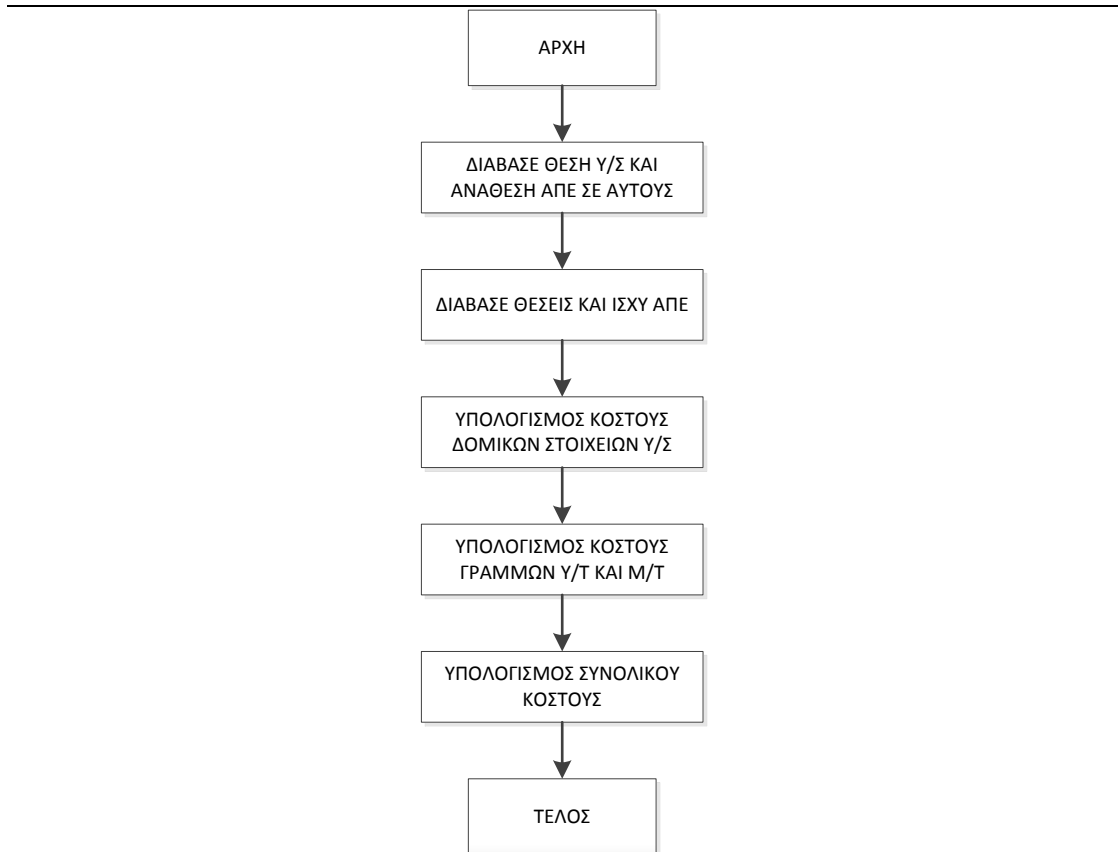 ΑΡΧΗ
ΔΙΑΒΑΣΕ ΘΕΣΗ Υ/Σ ΚΑΙ
ΑΝΑΘΕΣΗ ΑΠΕ ΣΕ ΑΥΤΟΥΣ
ΔΙΑΒΑΣΕ ΘΕΣΕΙΣ ΚΑΙ ΙΣΧΥ ΑΠΕ
ΥΠΟΛΟΓΙΣΜΟΣ ΚΟΣΤΟΥΣ
ΔΟΜΙΚΩΝ ΣΤΟΙΧΕΙΩΝ Υ/Σ
ΥΠΟΛΟΓΙΣΜΟΣ ΚΟΣΤΟΥΣ
ΓΡΑΜΜΩΝ Υ/Τ ΚΑΙ Μ/Τ
ΥΠΟΛΟΓΙΣΜΟΣ ΣΥΝΟΛΙΚΟΥ
ΚΟΣΤΟΥΣ
ΤΕΛΟΣ